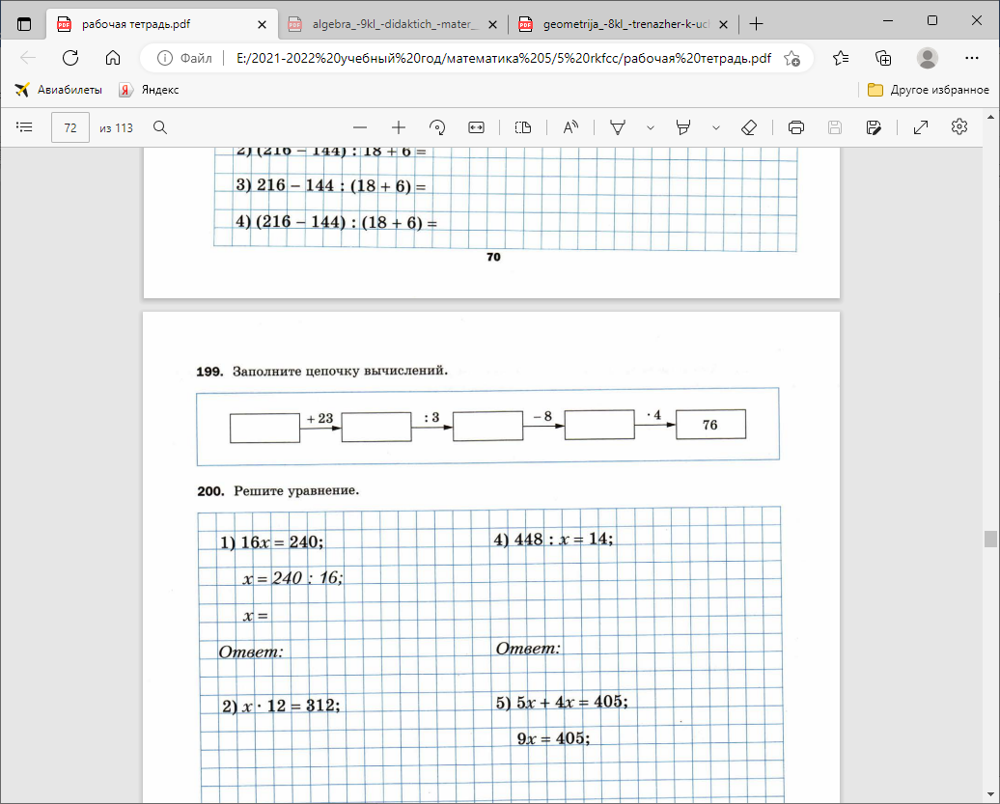 рабочая тетрадь.pdf
algebra_-9kl_-didaktich_-mater_
geometrija_-8kl_-trenazher-k-uc
Файл
E:/2021-2022%20учебный%20год/математика%205/5%20rkfcc/рабочая%20тетрадь.pdf
Авиабилеты
Яндекс
Другое избранное
72
из 113
2) (216 – 144) : 18 + 6 =
3) 216 – 144 : (18 + 6) =
4) (216 – 144) : (18 + 6) =
70
199. Заполните цепочку вычислений.
+ 23
: 3
– 8
· 4
76
200. Решите уравнение.
1) 16x = 240;
x = 240 : 16;
x =
Ответ:
2) x · 12 = 312;
4) 448 : x = 14;
Ответ:
5) 5x + 4x = 405;
9x = 405;